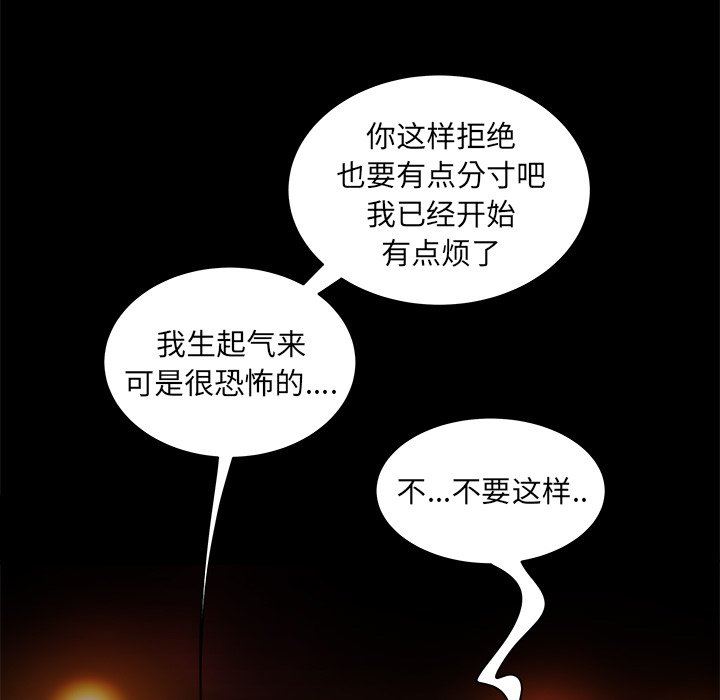 你这样拒绝
也要有点分寸吧
我已经开始
有点烦了
我生起气来
可是很恐怖的....
不...不要这样..